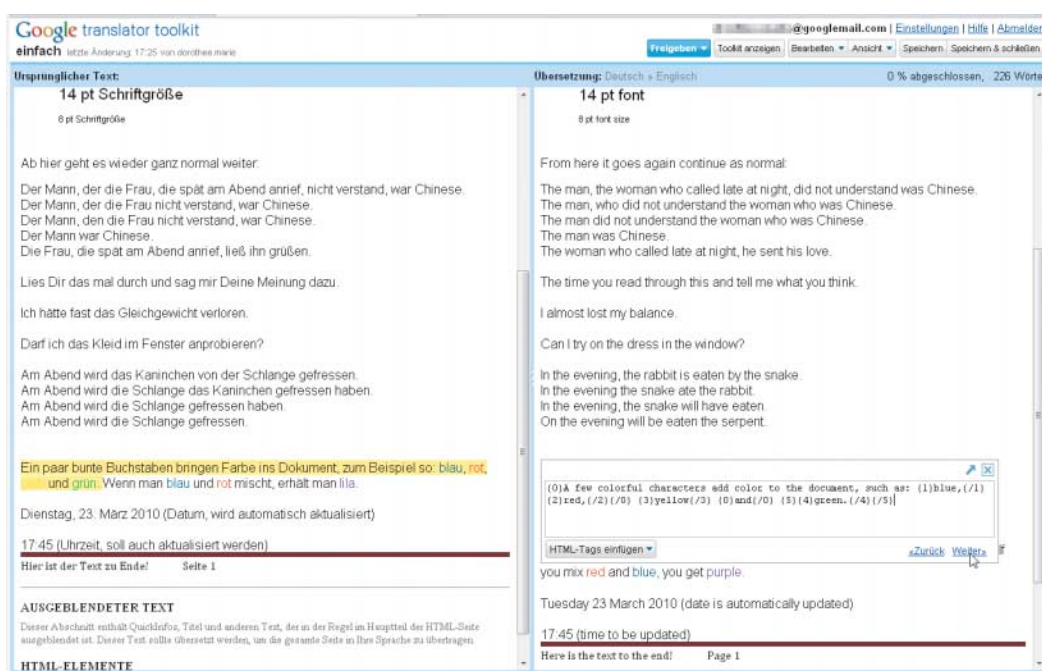 Google translator toolkit
@googlemail.com | Einstellungen | Hilfe | Abmelden
einfach letzte Änderung: 17:25 von dorothee.marie
Freigeben Toolkit anzeigen Bearbeiten Ansicht Speichern Speichern & schließen
Ursprünglicher Text:
14 pt Schriftgröße
8 pt Schriftgröße
Ab hier geht es wieder ganz normal weiter:
Der Mann, der die Frau, die spät am Abend anrief, nicht verstand, war Chinese.
Der Mann, der die Frau nicht verstand, war Chinese.
Der Mann, den die Frau nicht verstand, war Chinese.
Der Mann war Chinese.
Die Frau, die spät am Abend anrief, ließ ihn grüßen.
Lies Dir das mal durch und sag mir Deine Meinung dazu.
Ich hätte fast das Gleichgewicht verloren.
Darf ich das Kleid im Fenster anprobieren?
Am Abend wird das Kaninchen von der Schlange gefressen.
Am Abend wird die Schlange das Kaninchen gefressen haben.
Am Abend wird die Schlange gefressen haben.
Am Abend wird die Schlange gefressen.
Ein paar bunte Buchstaben bringen Farbe ins Dokument, zum Beispiel so: blau, rot,
und grün. Wenn man blau und rot mischt, erhält man lila.
Dienstag, 23. März 2010 (Datum, wird automatisch aktualisiert)
17:45 (Uhrzeit, soll auch aktualisiert werden)
Hier ist der Text zu Ende! Seite 1
AUSGEBLENDETER TEXT
Dieser Abschnitt enthält QuickInfos, Titel und anderen Text, der in der Regel im Hauptteil der HTML-Seite
ausgeblendet ist. Dieser Text sollte übersetzt werden, um die gesamte Seite in Ihre Sprache zu übertragen
HTML-ELEMENTE
Übersetzung: Deutsch » Englisch 0 % abgeschlossen, 226 Wörte
14 pt font
8 pt font size
From here it goes again continue as normal:
The man, the woman who called late at night, did not understand was Chinese.
The man, who did not understand the woman who was Chinese.
The man did not understand the woman who was Chinese.
The man was Chinese.
The woman who called late at night, he sent his love.
The time you read through this and tell me what you think.
I almost lost my balance.
Can I try on the dress in the window?
In the evening, the rabbit is eaten by the snake.
In the evening the snake ate the rabbit.
In the evening, the snake will have eaten.
On the evening will be eaten the serpent.
{0}A few colorful characters add color to the document, such as: {1}blue,{/1}
{2}red,{/2}{/0} {3}yellow{/3} {0}and{/0} {5}{4}green.{/4}{/5}
HTML-Tags einfügen «Zurück Weiter»
you mix red and blue, you get purple.
Tuesday 23 March 2010 (date is automatically updated)
17:45 (time to be updated)
Here is the text to the end! Page 1